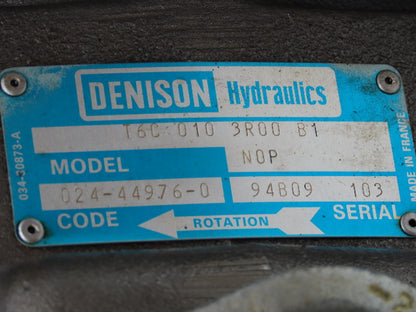 DENISON Hydraulics
T6C 010 3R00 B1
MODEL NOP
024-44976-0 94B09 103
CODE ROTATION SERIAL
034-30873-A
MADE IN FRANCE